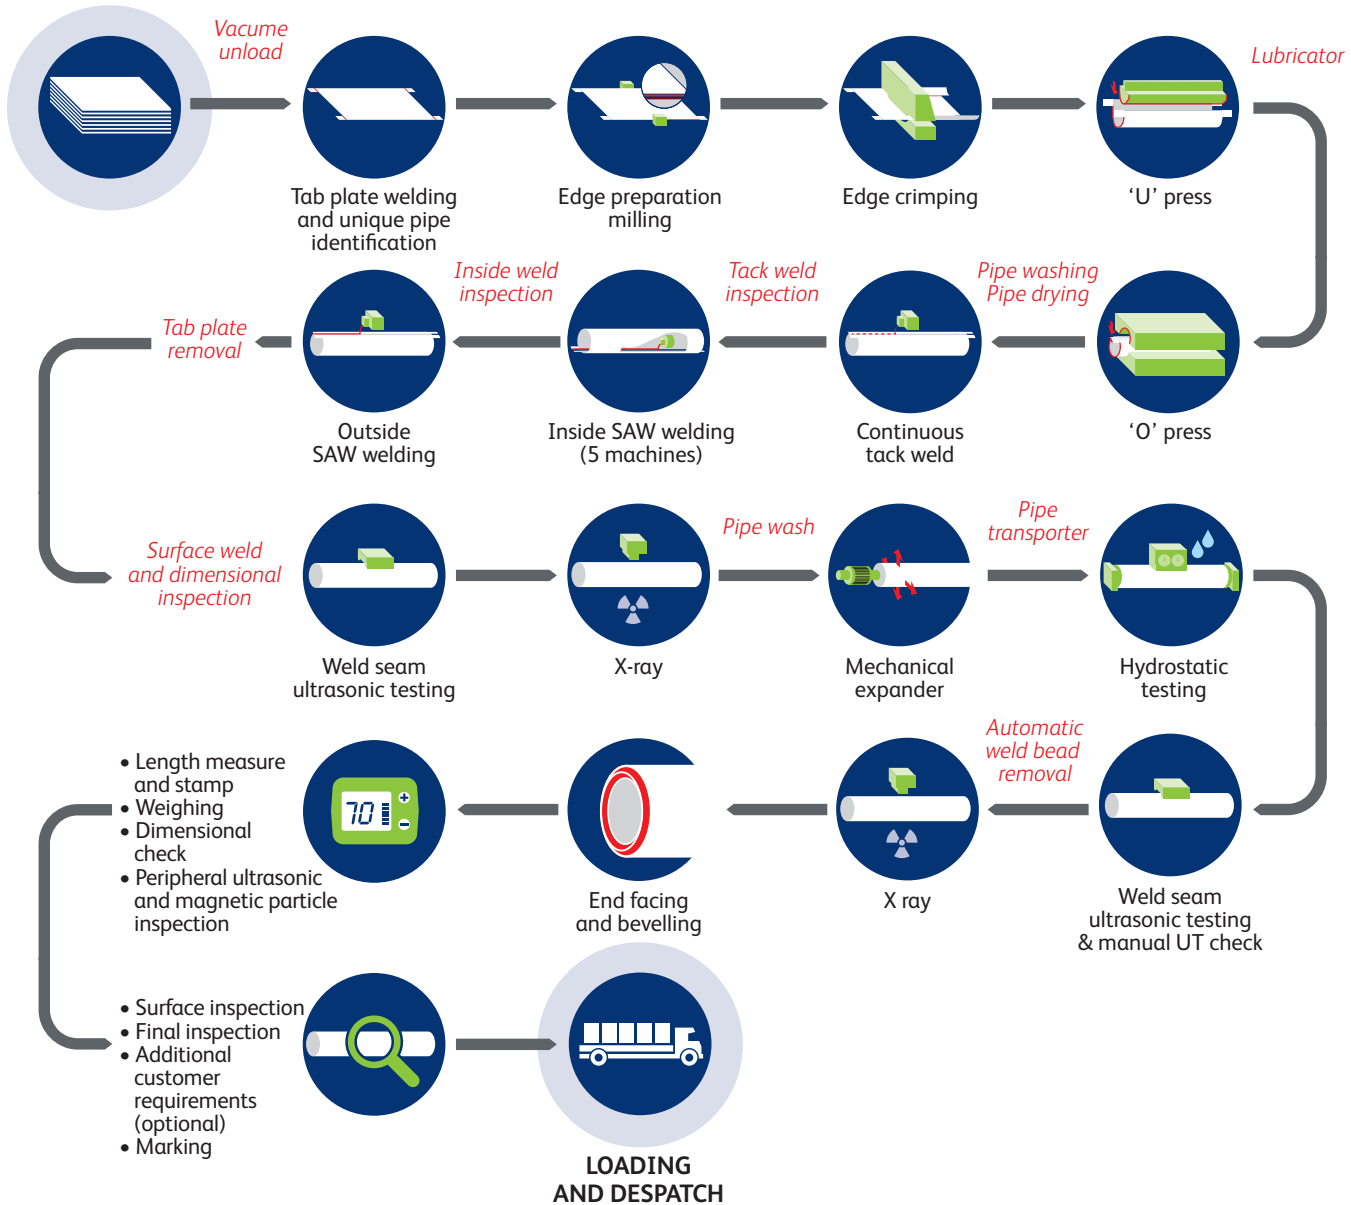 Vacume
unload
Lubricator
Tab plate welding
and unique pipe
identification
Edge preparation
milling
Edge crimping
‘U’ press
Tab plate
removal
Inside weld
inspection
Tack weld
inspection
Pipe washing
Pipe drying
Outside
SAW welding
Inside SAW welding
(5 machines)
Continuous
tack weld
‘O’ press
Surface weld
and dimensional
inspection
Pipe wash
Pipe
transporter
Weld seam
ultrasonic testing
X-ray
Mechanical
expander
Hydrostatic
testing
Automatic
weld bead
removal
Weld seam
ultrasonic testing
& manual UT check
X ray
End facing
and bevelling
70
+
−
• Length measure
and stamp
• Weighing
• Dimensional
check
• Peripheral ultrasonic
and magnetic particle
inspection
• Surface inspection
• Final inspection
• Additional
customer
requirements
(optional)
• Marking
LOADING
AND DESPATCH